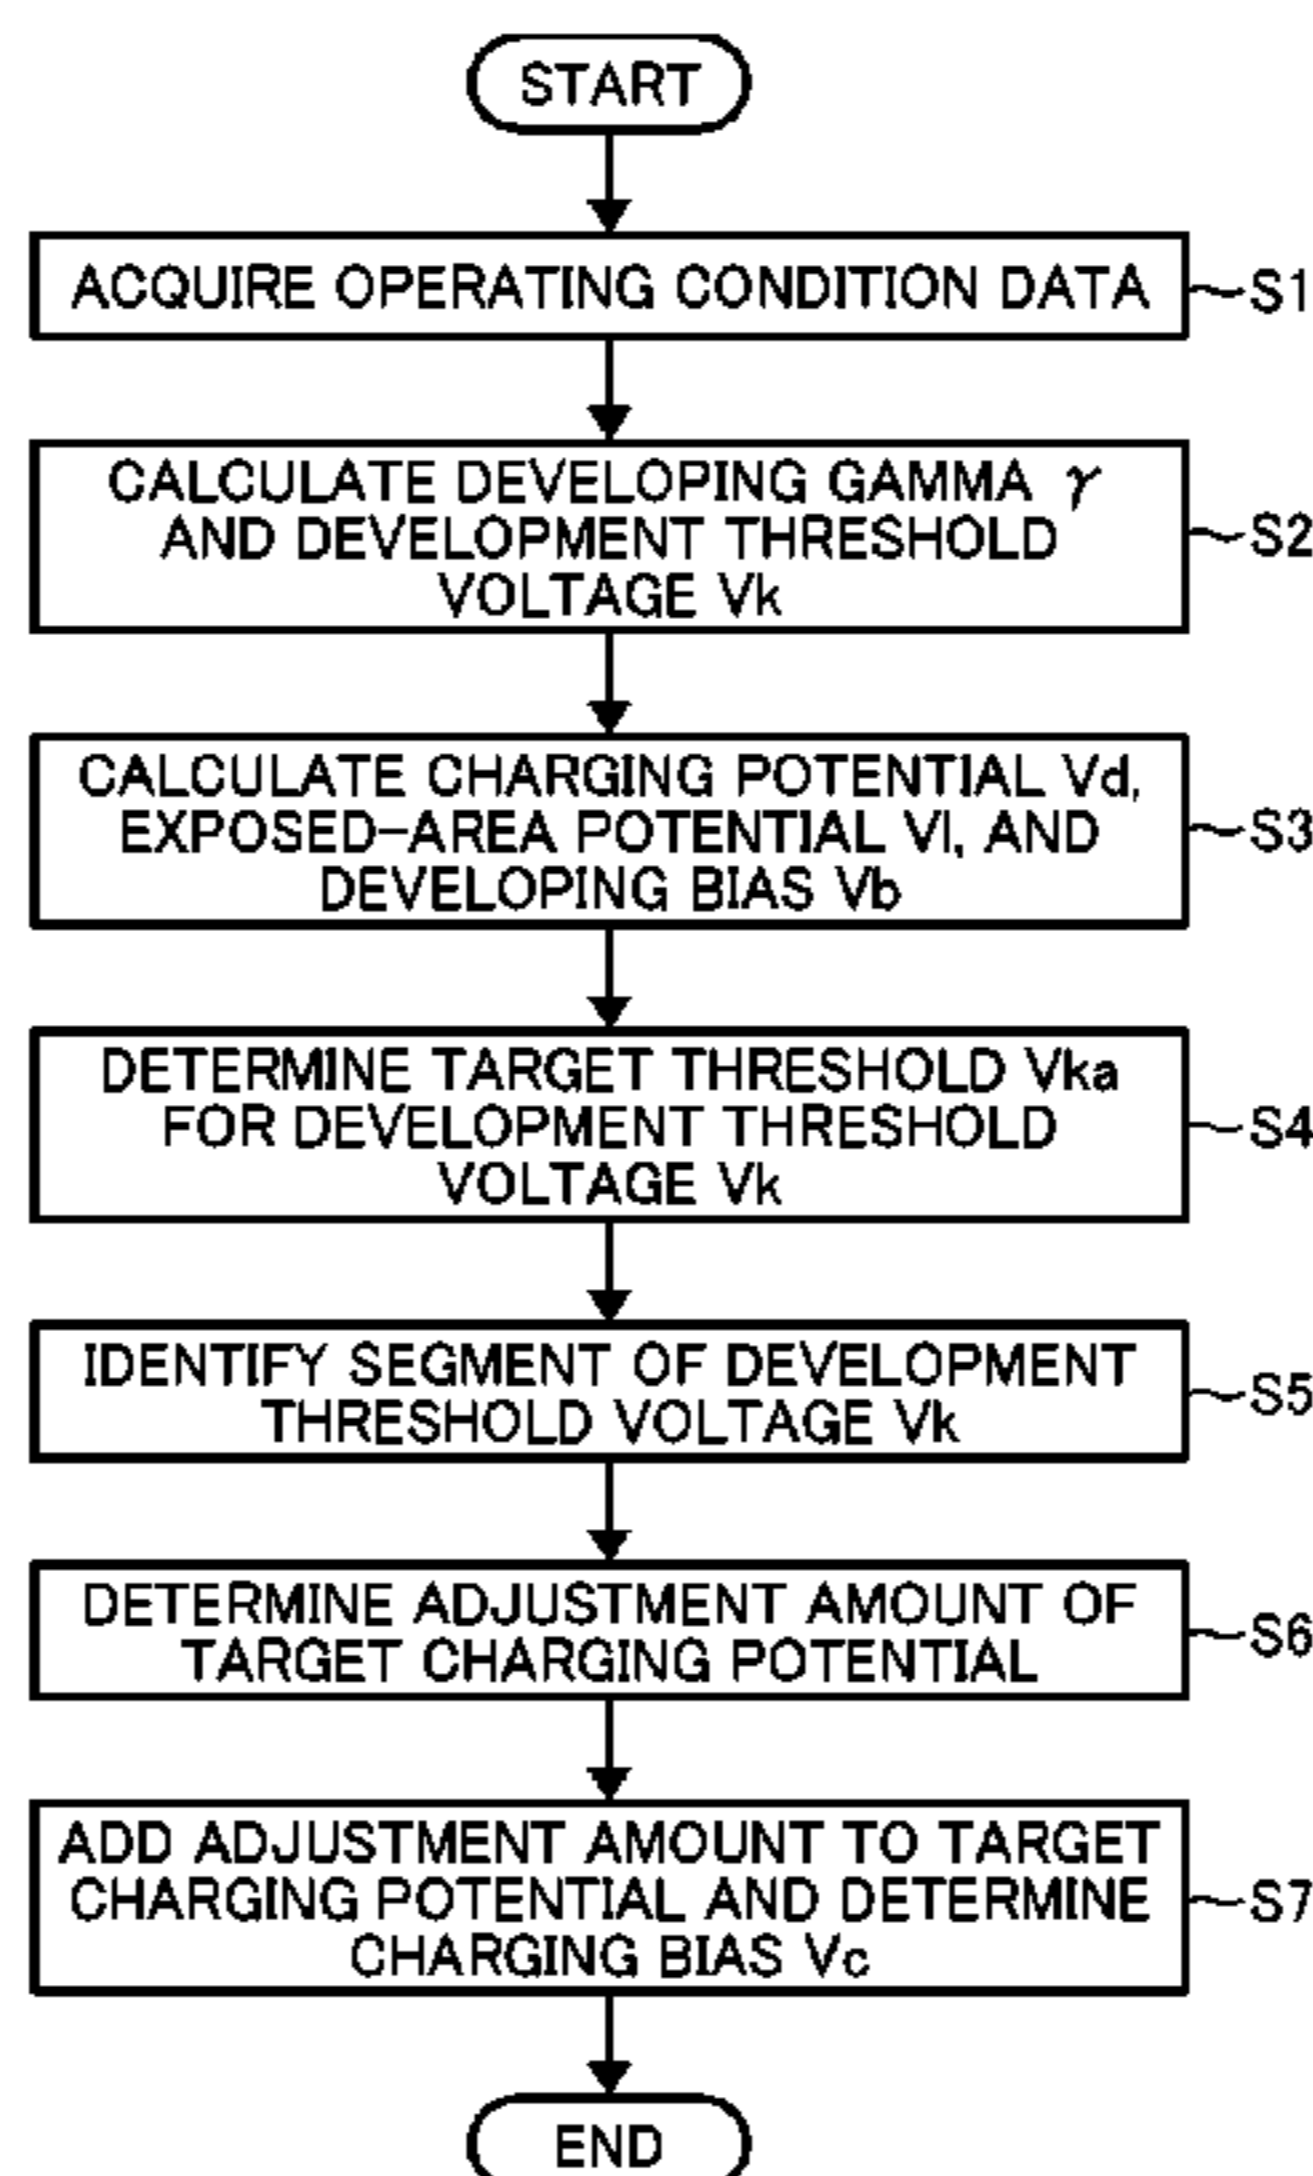 START
ACQUIRE OPERATING CONDITION DATA
S1
CALCULATE DEVELOPING GAMMA γ
AND DEVELOPMENT THRESHOLD
VOLTAGE Vk
S2
CALCULATE CHARGING POTENTIAL Vd,
EXPOSED-AREA POTENTIAL Vl, AND
DEVELOPING BIAS Vb
S3
DETERMINE TARGET THRESHOLD Vka
FOR DEVELOPMENT THRESHOLD
VOLTAGE Vk
S4
IDENTIFY SEGMENT OF DEVELOPMENT
THRESHOLD VOLTAGE Vk
S5
DETERMINE ADJUSTMENT AMOUNT OF
TARGET CHARGING POTENTIAL
S6
ADD ADJUSTMENT AMOUNT TO TARGET
CHARGING POTENTIAL AND DETERMINE
CHARGING BIAS Vc
S7
END